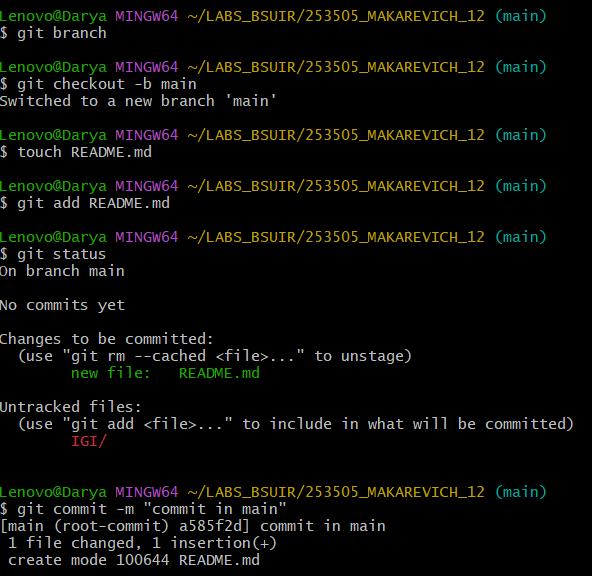 Lenovo@Darya MINGW64 ~/LABS_BSUIR/253505_MAKAREVICH_12 (main)
$ git branch
Lenovo@Darya MINGW64 ~/LABS_BSUIR/253505_MAKAREVICH_12 (main)
$ git checkout -b main
Switched to a new branch 'main'
Lenovo@Darya MINGW64 ~/LABS_BSUIR/253505_MAKAREVICH_12 (main)
$ touch README.md
Lenovo@Darya MINGW64 ~/LABS_BSUIR/253505_MAKAREVICH_12 (main)
$ git add README.md
Lenovo@Darya MINGW64 ~/LABS_BSUIR/253505_MAKAREVICH_12 (main)
$ git status
On branch main
No commits yet
Changes to be committed:
  (use "git rm --cached <file>..." to unstage)
        new file:   README.md
Untracked files:
  (use "git add <file>..." to include in what will be committed)
        IGI/
Lenovo@Darya MINGW64 ~/LABS_BSUIR/253505_MAKAREVICH_12 (main)
$ git commit -m "commit in main"
[main (root-commit) a585f2d] commit in main
 1 file changed, 1 insertion(+)
 create mode 100644 README.md